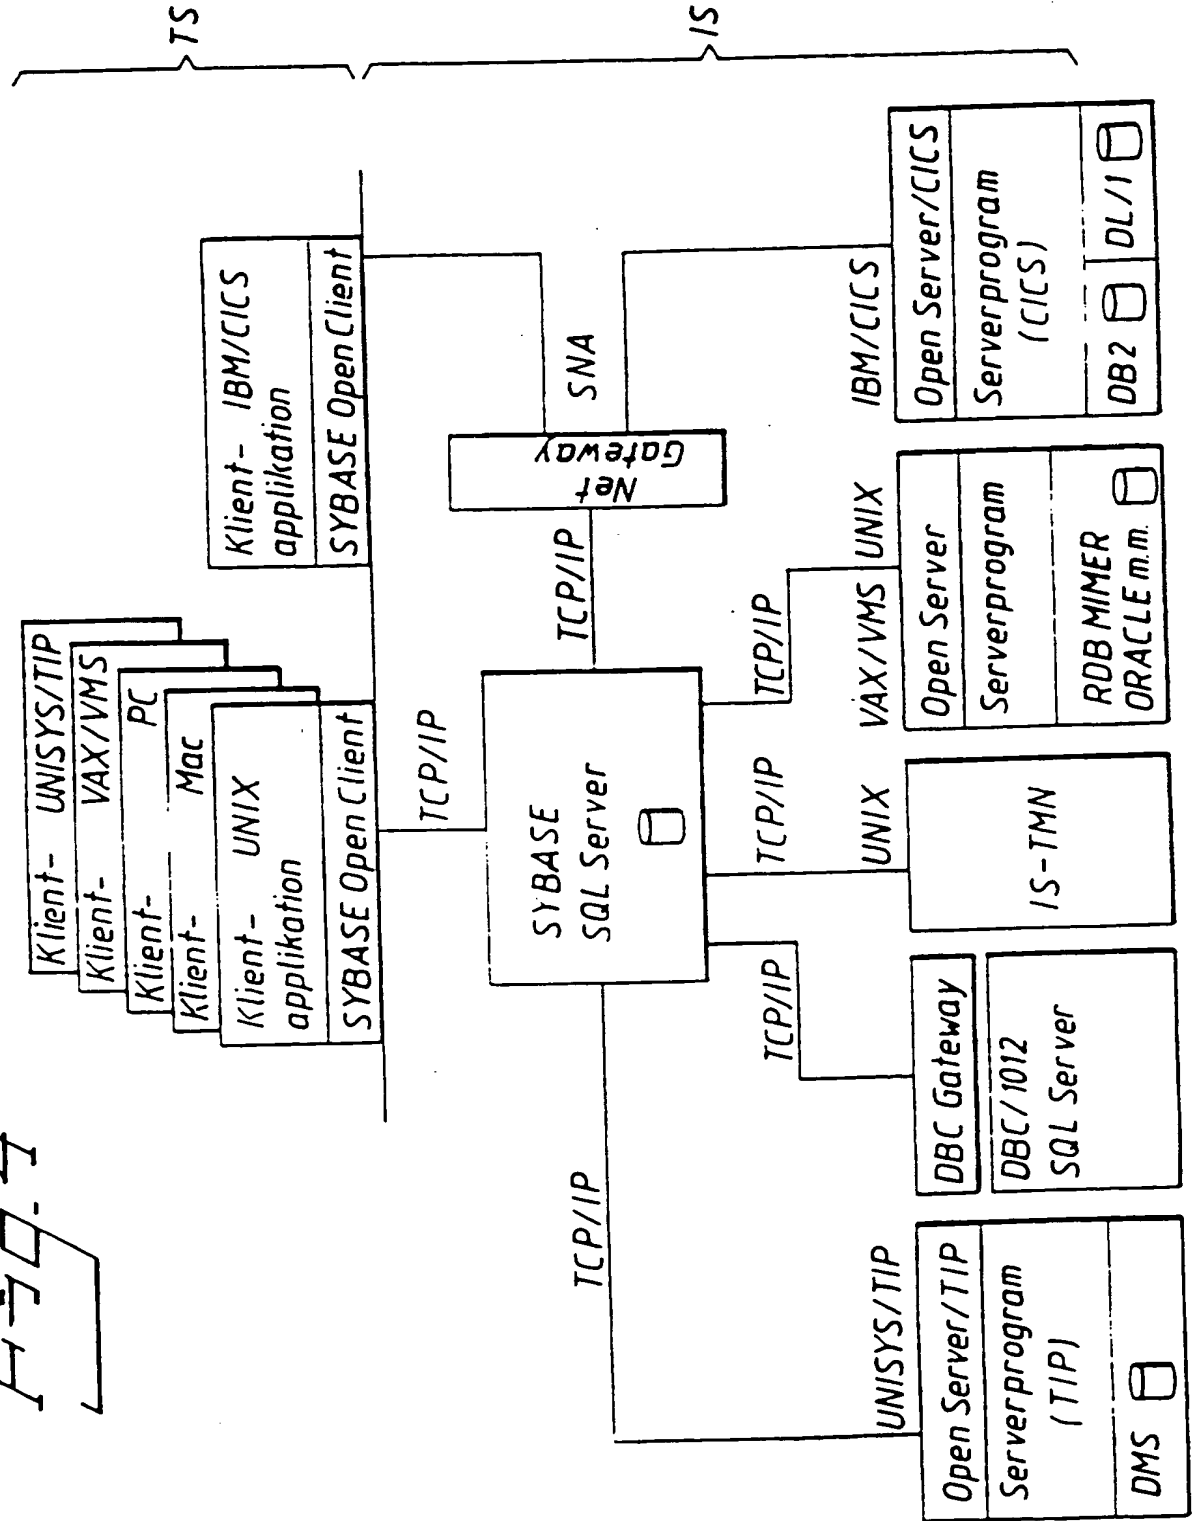 TS
IS
Klient- UNISYS/TIP
Klient- VAX/VMS
Klient- PC
Klient- Mac
Klient- UNIX
applikation
SYBASE Open Client
Klient- IBM/CICS
applikation
SYBASE Open Client
TCP/IP
SYBASE
SQL Server
TCP/IP
Net
Gateway
SNA
TCP/IP
TCP/IP
TCP/IP
TCP/IP
UNISYS/TIP
Open Server/TIP
Serverprogram
(TIP)
DMS
DBC Gateway
DBC/1012
SQL Server
UNIX
IS-TMN
VAX/VMS UNIX
Open Server
Serverprogram
RDB MIMER
ORACLE m.m.
IBM/CICS
Open Server/CICS
Serverprogram
(CICS)
DB2
DL/1